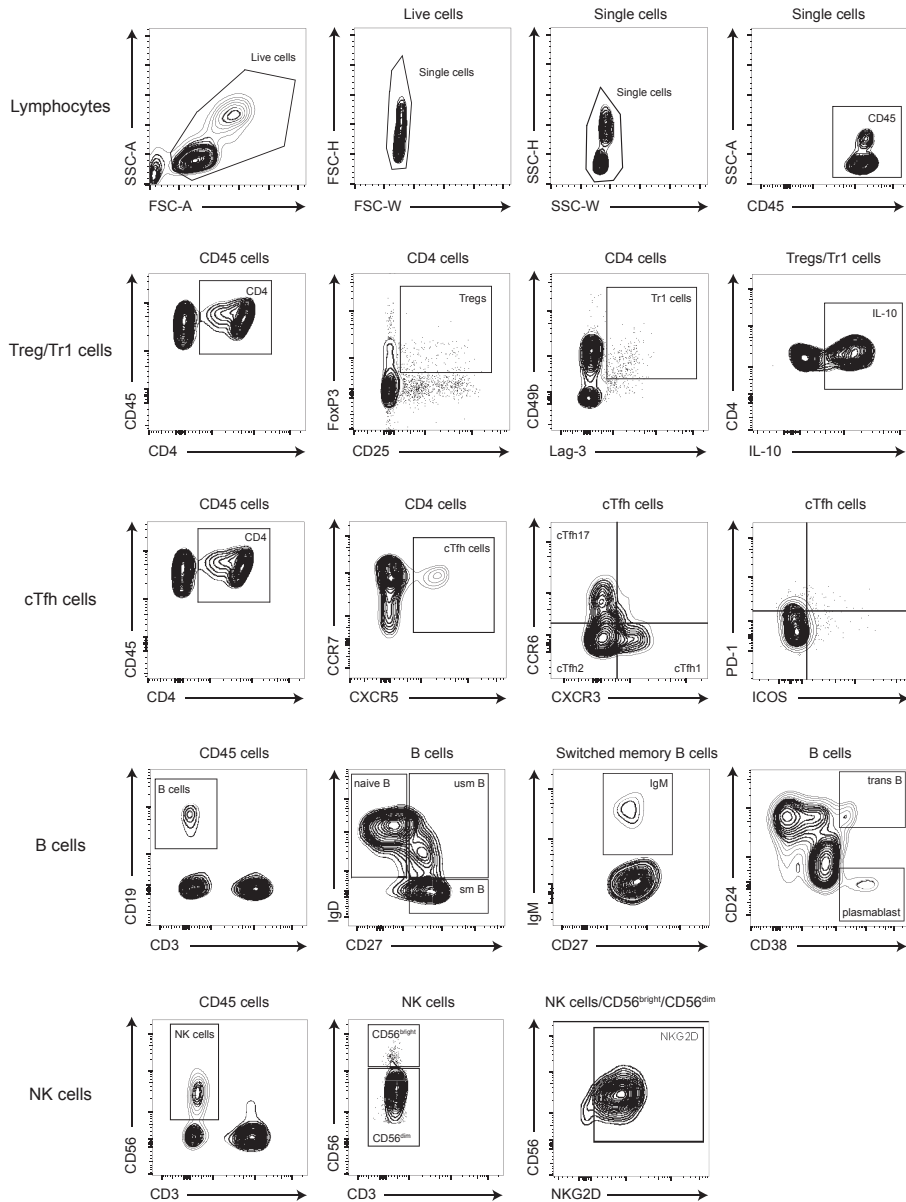 Live cells
Single cells
Single cells
Lymphocytes
SSC-A
Live cells
FSC-A
FSC-H
Single cells
FSC-W
SSC-H
Single cells
SSC-W
SSC-A
CD45
CD45
CD45 cells
CD4 cells
CD4 cells
Tregs/Tr1 cells
Treg/Tr1 cells
CD45
CD4
CD4
FoxP3
Tregs
CD25
CD49b
Tr1 cells
Lag-3
CD4
IL-10
IL-10
CD45 cells
CD4 cells
cTfh cells
cTfh cells
cTfh cells
CD45
CD4
CD4
CCR7
cTfh cells
CXCR5
CCR6
cTfh17
cTfh2
cTfh1
CXCR3
PD-1
ICOS
CD45 cells
B cells
Switched memory B cells
B cells
B cells
CD19
B cells
CD3
IgD
naive B
usm B
sm B
CD27
IgM
IgM
CD27
CD24
trans B
plasmablast
CD38
CD45 cells
NK cells
NK cells/CD56bright/CD56dim
NK cells
CD56
NK cells
CD3
CD56
CD56bright
CD56dim
CD3
CD56
NKG2D
NKG2D